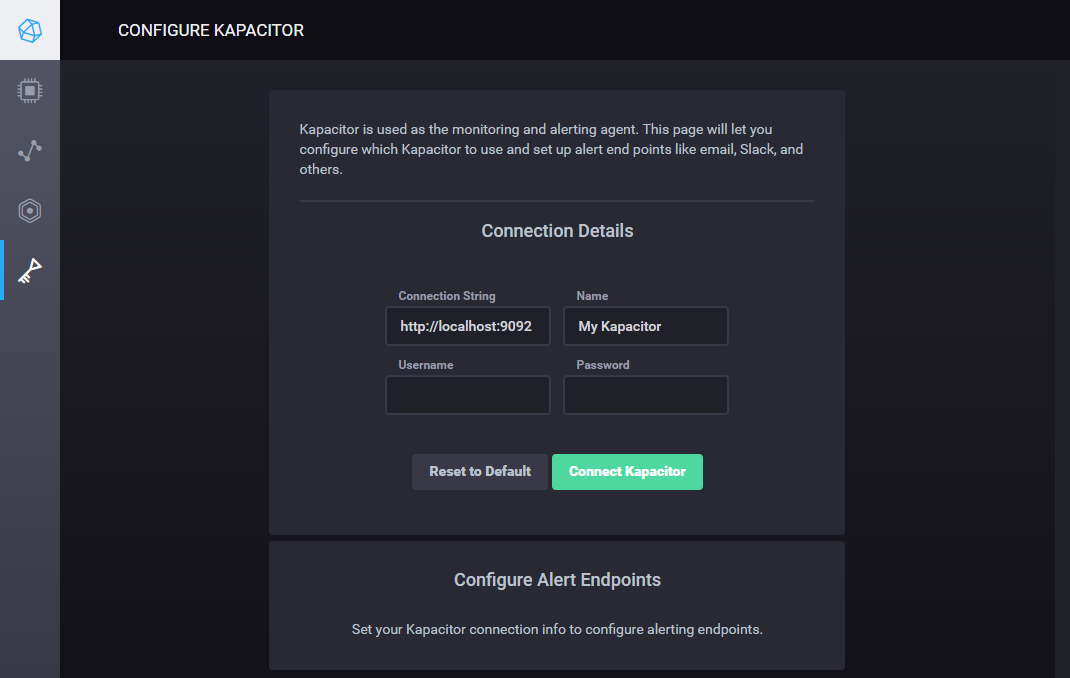 CONFIGURE KAPACITOR
Kapacitor is used as the monitoring and alerting agent. This page will let you
configure which Kapacitor to use and set up alert end points like email, Slack, and
others.
Connection Details
Connection String
Name
http://localhost:9092
My Kapacitor
Username
Password
Reset to Default
Connect Kapacitor
Configure Alert Endpoints
Set your Kapacitor connection info to configure alerting endpoints.